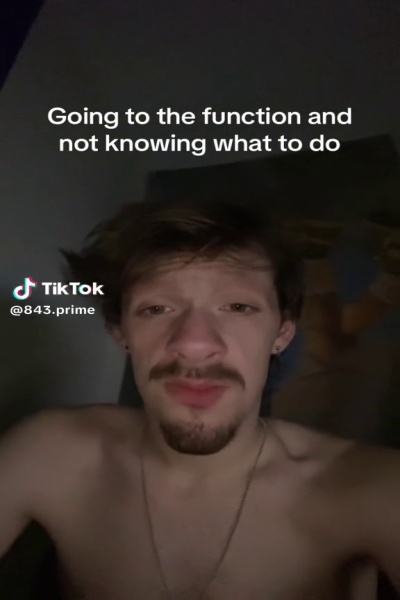 Going to the function and
not knowing what to do
TikTok
@843.prime